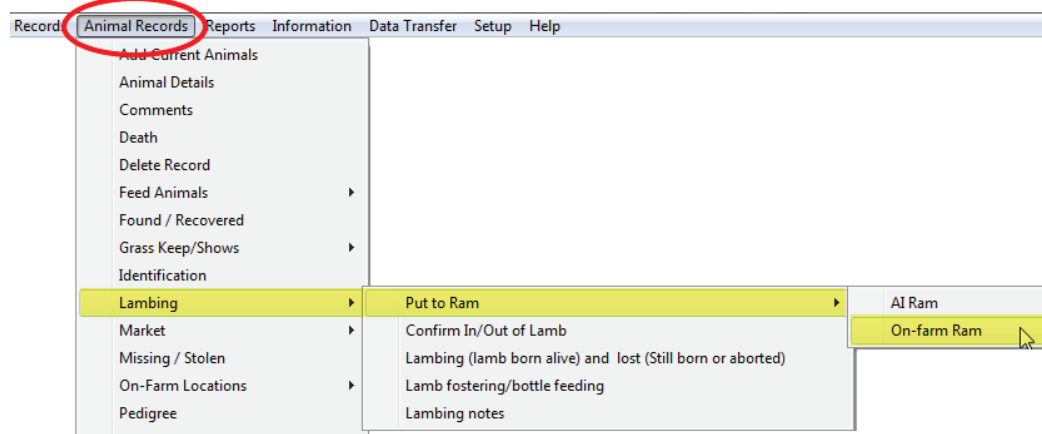 Record Animal Records Reports Information Data Transfer Setup Help
Add Current Animals
Animal Details
Comments
Death
Delete Record
Feed Animals
Found / Recovered
Grass Keep/Shows
Identification
Lambing Put to Ram AI Ram
Market Confirm In/Out of Lamb On-farm Ram
Missing / Stolen Lambing (lamb born alive) and lost (Still born or aborted)
On-Farm Locations Lamb fostering/bottle feeding
Pedigree Lambing notes